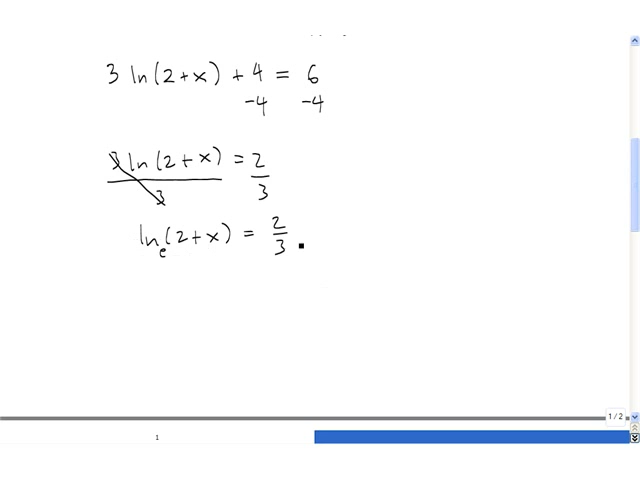 3 ln(2+x) + 4 = 6
-4 -4
3 ln(2+x) = 2
3 3
ln_e(2+x) = 2/3
1 / 2
1